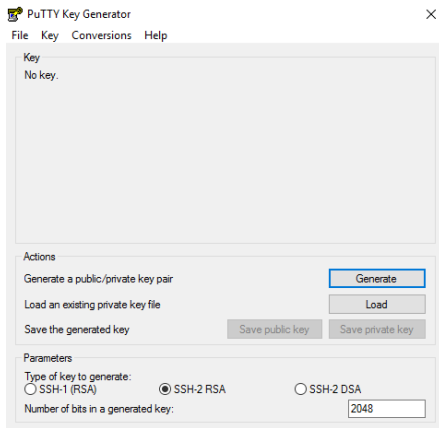 PuTTY Key Generator
File Key Conversions Help
Key
No key.
Actions
Generate a public/private key pair Generate
Load an existing private key file Load
Save the generated key Save public key Save private key
Parameters
Type of key to generate:
SSH-1 (RSA) SSH-2 RSA SSH-2 DSA
Number of bits in a generated key: 2048